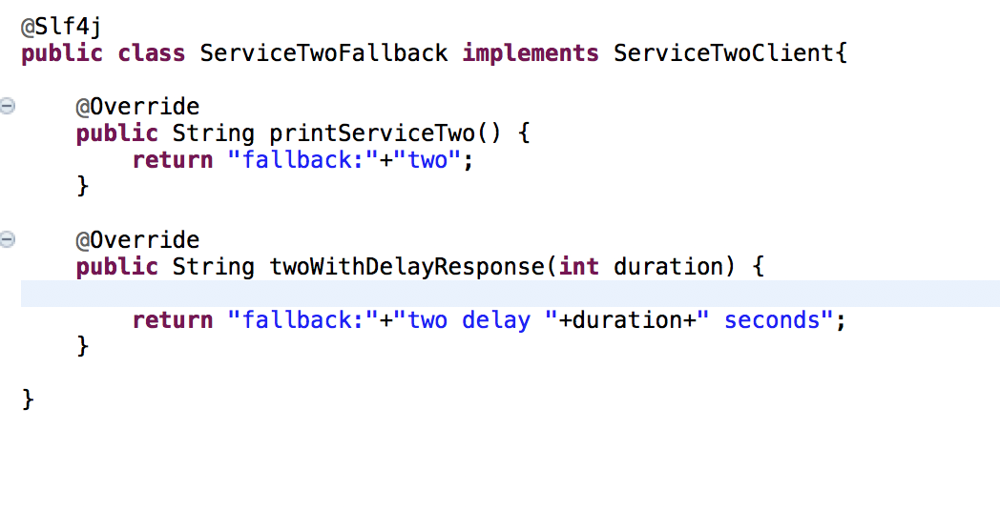 @Slf4j
public class ServiceTwoFallback implements ServiceTwoClient{
@Override
public String printServiceTwo() {
return "fallback:"+"two";
}
@Override
public String twoWithDelayResponse(int duration) {
return "fallback:"+"two delay "+duration+" seconds";
}
}